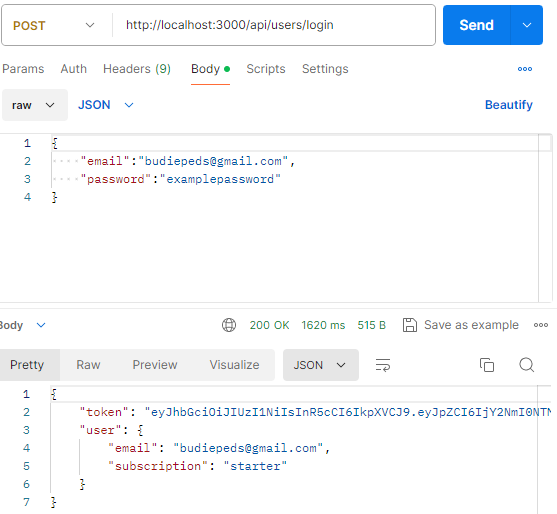 POST http://localhost:3000/api/users/login Send
Params Auth Headers (9) Body Scripts Settings
raw JSON Beautify
1 {
2 "email":"budiepeds@gmail.com",
3 "password":"examplepassword"
4 }
Body 200 OK 1620 ms 515 B Save as example
Pretty Raw Preview Visualize JSON
1 {
2 "token": "eyJhbGciOiJIUzI1NiIsInR5cCI6IkpXVCJ9.eyJpZCI6IjY2NmI0NTM
3 "user": {
4 "email": "budiepeds@gmail.com",
5 "subscription": "starter"
6 }
7 }